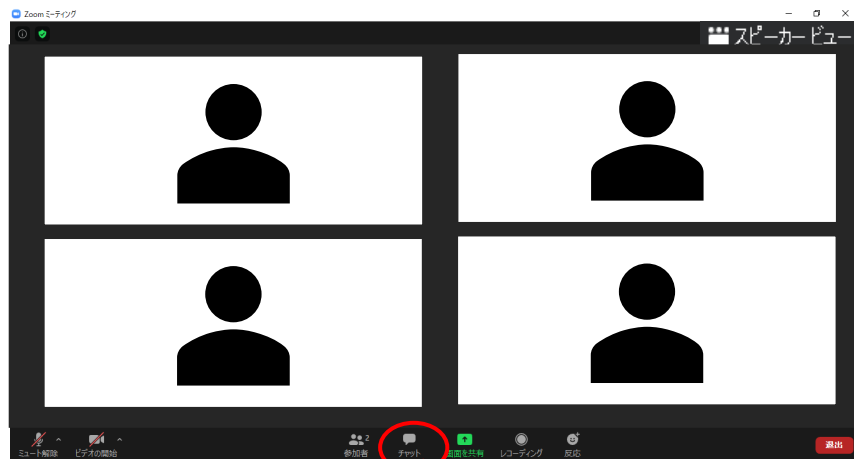 Zoom ミーティング
スピーカー ビュー
ミュート解除 ビデオの開始 参加者 2 チャット 画面を共有 レコーディング 反応 退出